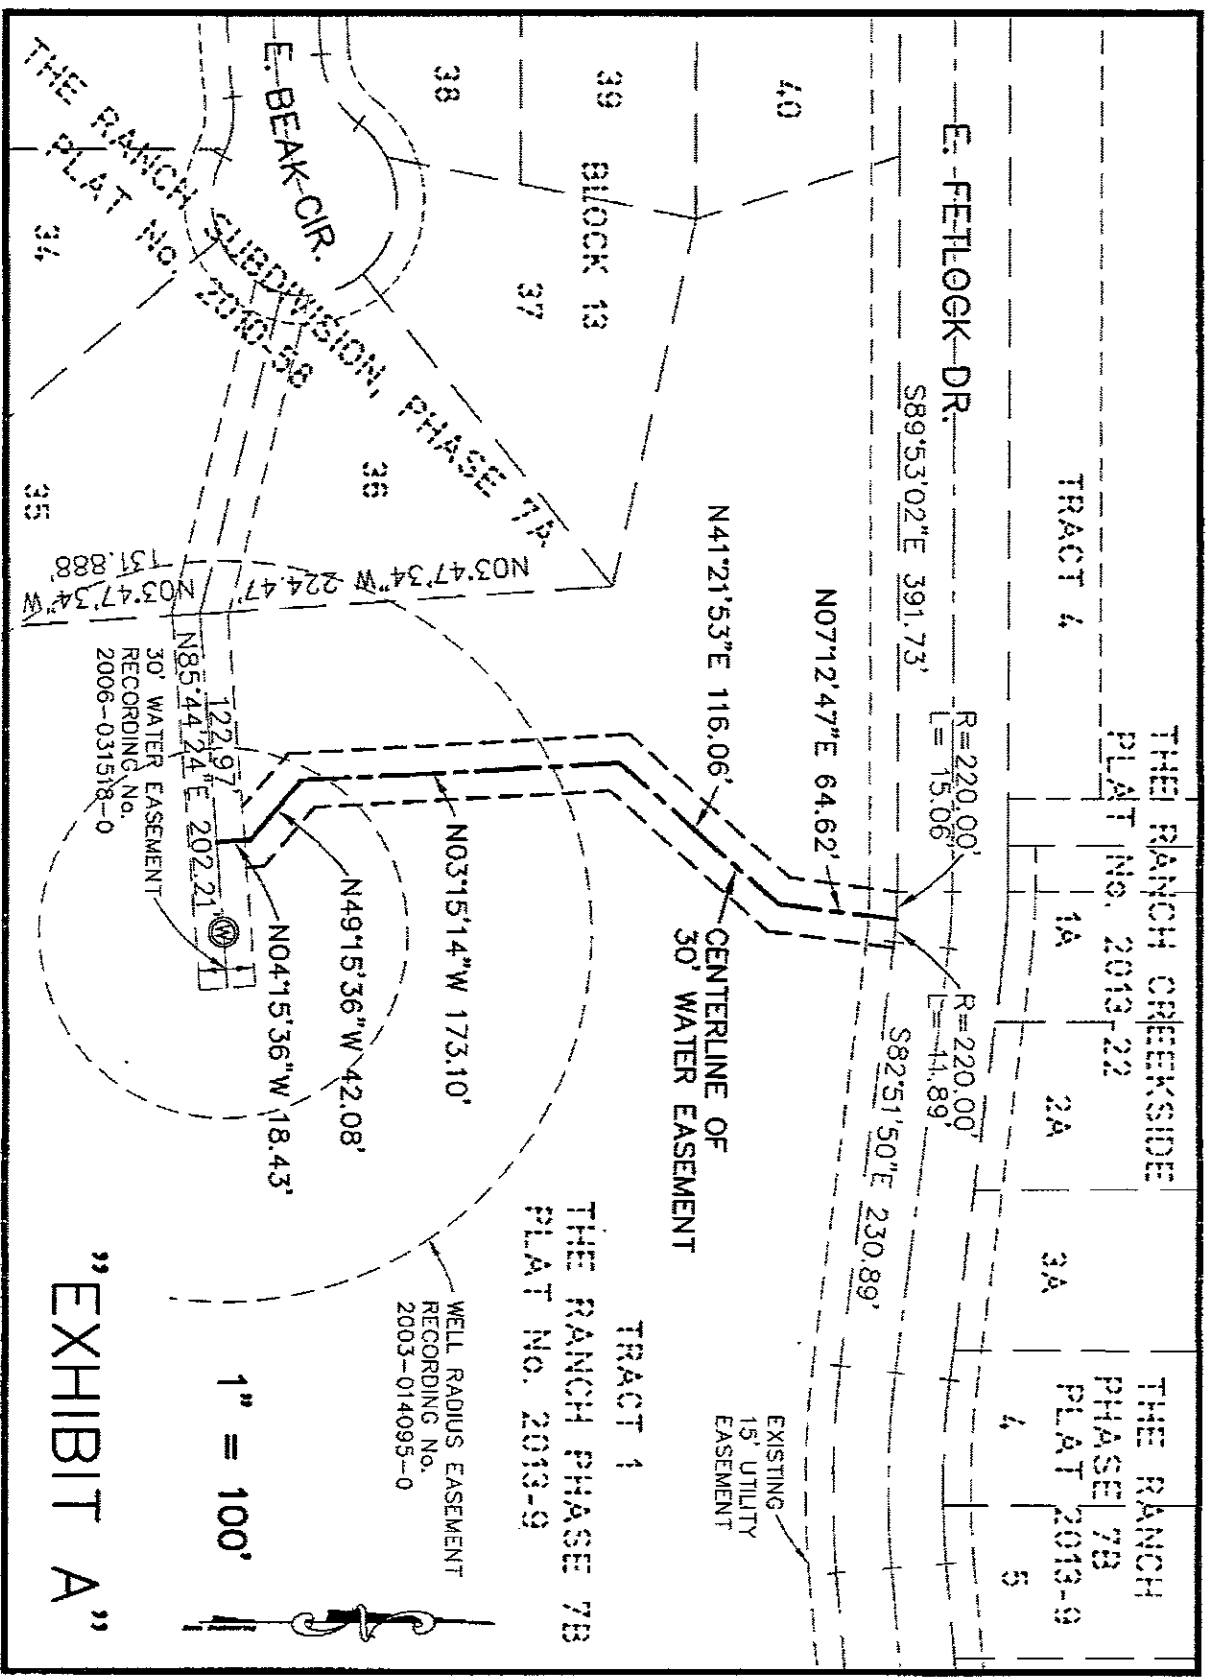 THE RANCH CREEKSIDE
PLAT No. 2013-22
THE RANCH
PHASE 7B
PLAT 2013-9
TRACT 4
1A
2A
3A
4
5
E. FETLOCK DR.
R=220.00'
L= 15.06'
R=220.00'
L= 11.89'
S89°53'02"E 391.73'
S82°51'50"E 230.89'
40
39
38
BLOCK 13
37
E. BEAK CIR.
N07°12'47"E 64.62'
N41°21'53"E 116.06'
CENTERLINE OF
30' WATER EASEMENT
EXISTING
15' UTILITY
EASEMENT
TRACT 1
THE RANCH PHASE 7B
PLAT No. 2013-9
THE RANCH SUBDIVISION, PHASE 7A
PLAT No. 2010-58
34
36
35
N03°47'34"W 224.47'
N03°47'34"W
131.888'
N03°15'14"W 173.10'
N49°15'36"W 42.08'
N04°15'36"W 18.43'
122.97'
N85°44'24"E 202.21'
W
30' WATER EASEMENT
RECORDING No.
2006-031518-0
WELL RADIUS EASEMENT
RECORDING No.
2003-014095-0
1" = 100'
"EXHIBIT A"